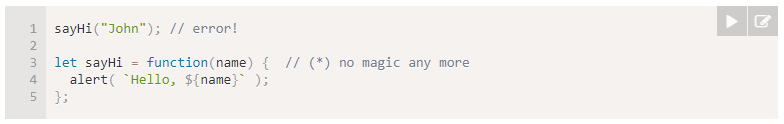 1 sayHi("John"); // error!
2
3 let sayHi = function(name) {  // (*) no magic any more
4   alert( `Hello, ${name}` );
5 };